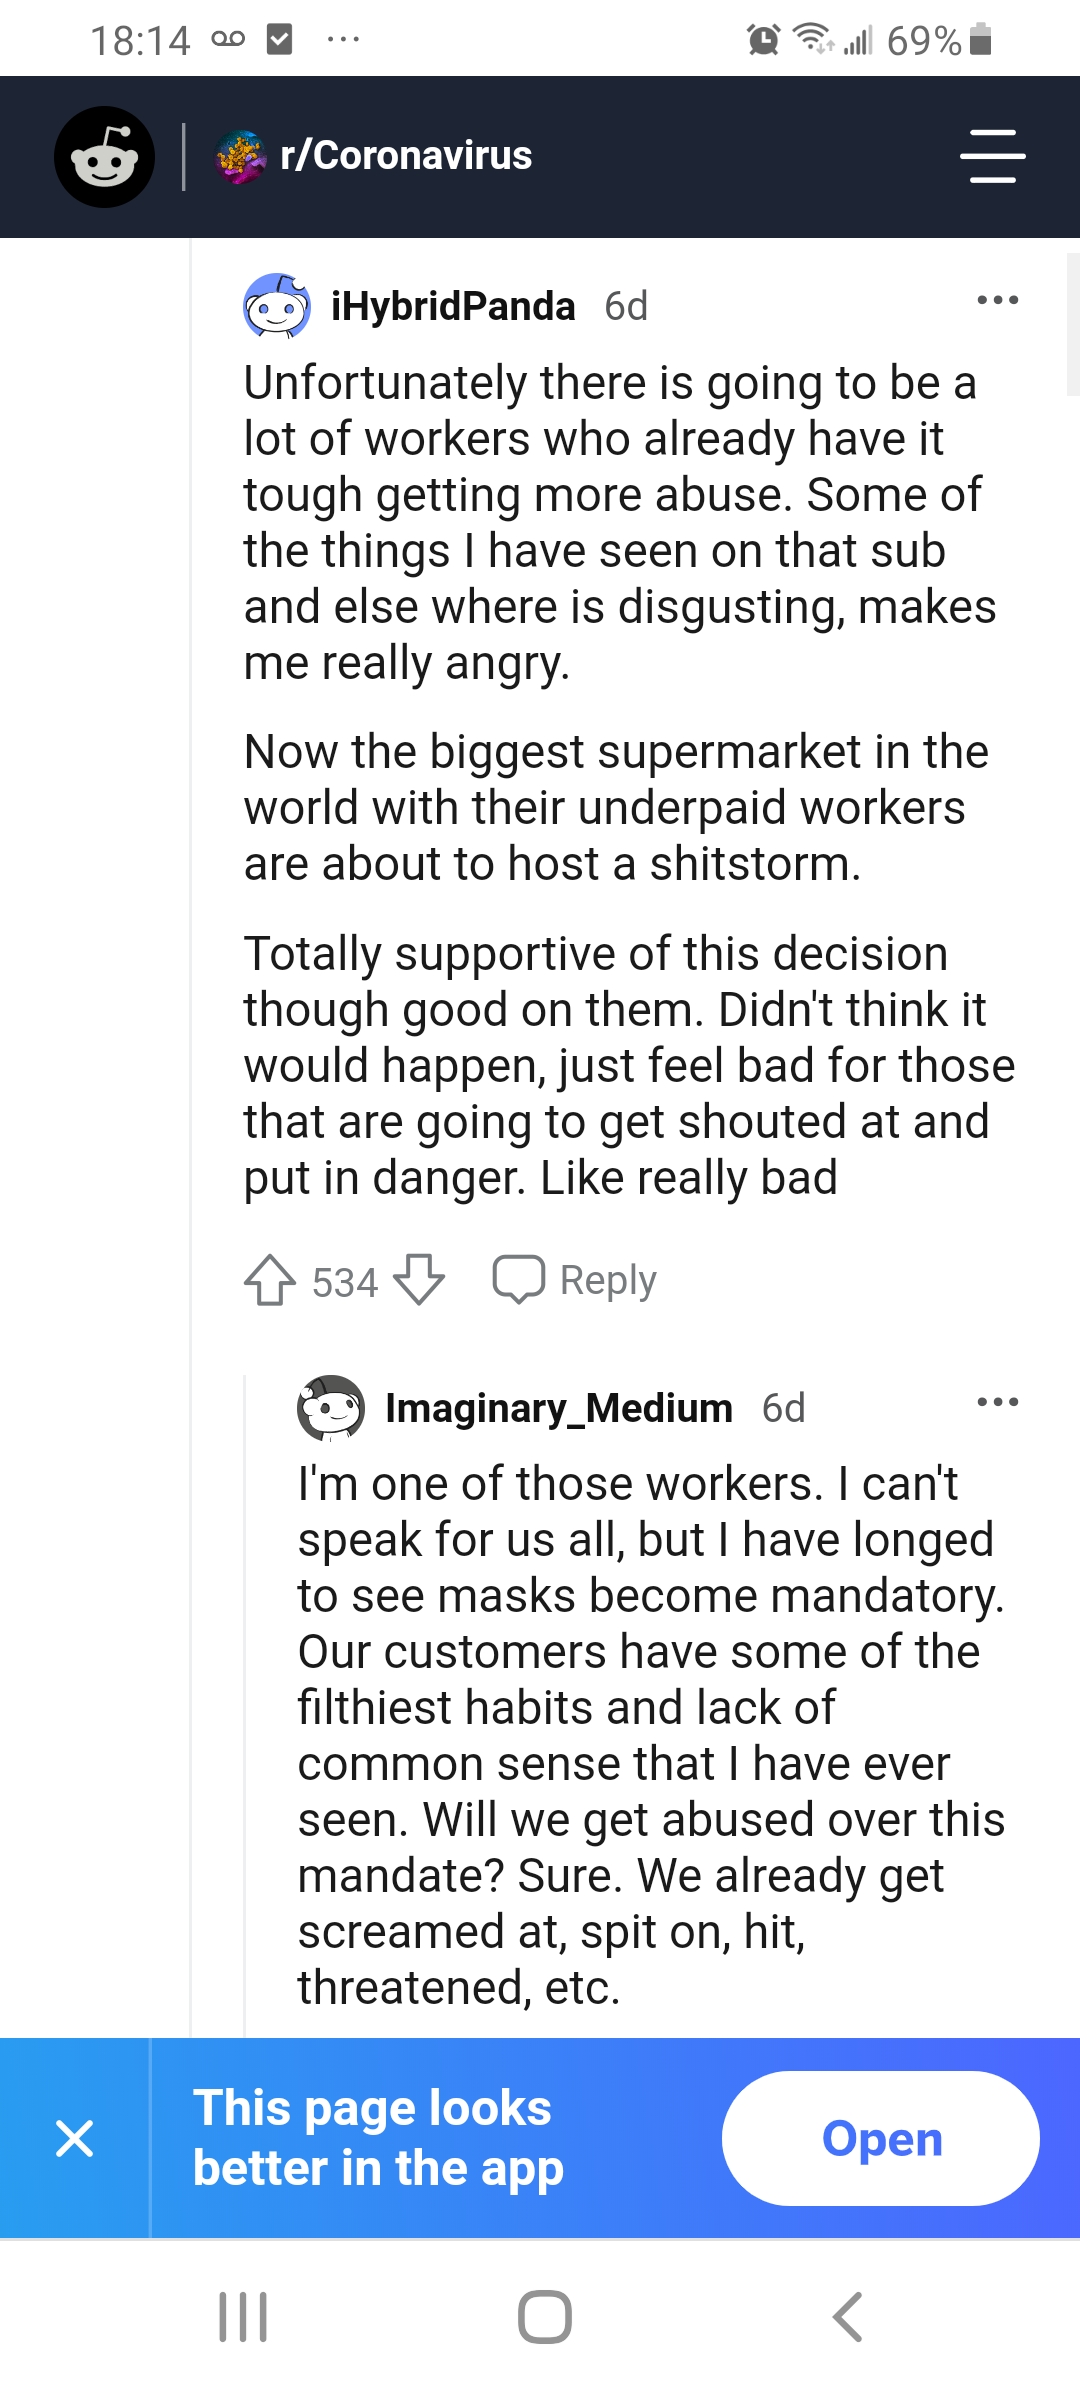 18:14 69%
r/Coronavirus
iHybridPanda 6d
Unfortunately there is going to be a
lot of workers who already have it
tough getting more abuse. Some of
the things I have seen on that sub
and else where is disgusting, makes
me really angry.
Now the biggest supermarket in the
world with their underpaid workers
are about to host a shitstorm.
Totally supportive of this decision
though good on them. Didn't think it
would happen, just feel bad for those
that are going to get shouted at and
put in danger. Like really bad
534 Reply
Imaginary_Medium 6d
I'm one of those workers. I can't
speak for us all, but I have longed
to see masks become mandatory.
Our customers have some of the
filthiest habits and lack of
common sense that I have ever
seen. Will we get abused over this
mandate? Sure. We already get
screamed at, spit on, hit,
threatened, etc.
This page looks
better in the app
Open